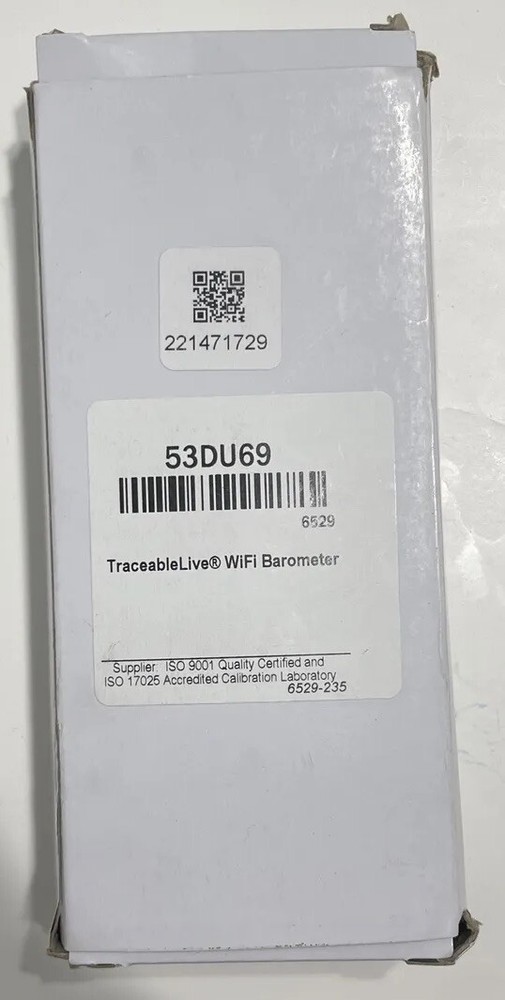 221471729
53DU69
6529
TraceableLive® WiFi Barometer
Supplier: ISO 9001 Quality Certified and
ISO 17025 Accredited Calibration Laboratory
6529-235